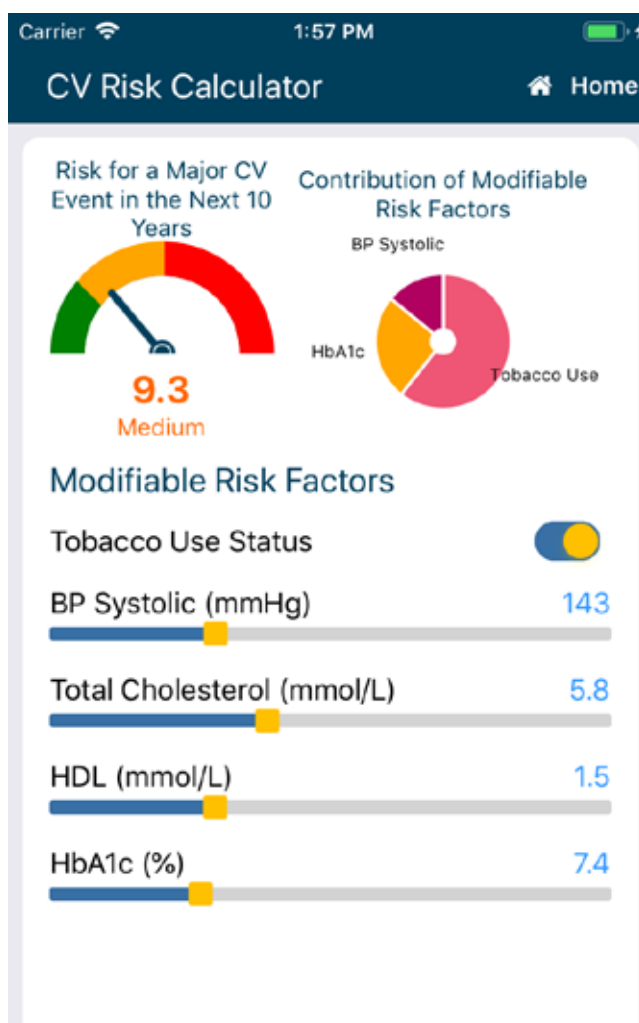 Carrier 1:57 PM
CV Risk Calculator Home
Risk for a Major CV
Event in the Next 10
Years
9.3
Medium
Contribution of Modifiable
Risk Factors
BP Systolic
HbA1c
Tobacco Use
Modifiable Risk Factors
Tobacco Use Status
BP Systolic (mmHg) 143
Total Cholesterol (mmol/L) 5.8
HDL (mmol/L) 1.5
HbA1c (%) 7.4